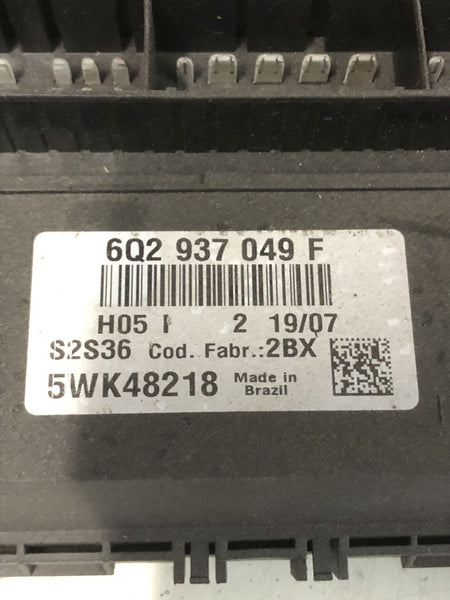 6Q2 937 049 F
H05 2 19/07
S2S36 Cod. Fabr.:2BX
5WK48218 Made in
Brazil